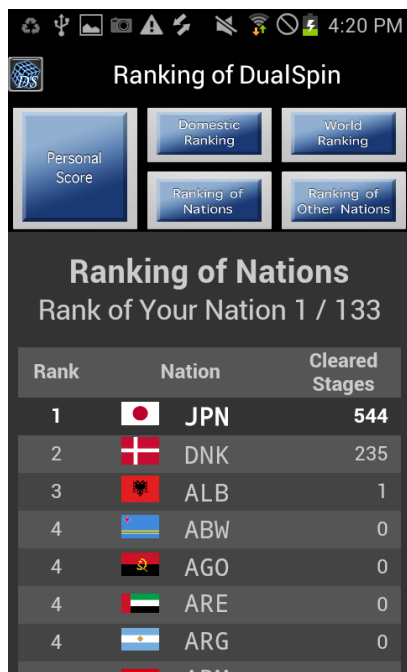 4:20 PM
DS
Ranking of DualSpin
Personal
Score
Domestic
Ranking
World
Ranking
Ranking of
Nations
Ranking of
Other Nations
Ranking of Nations
Rank of Your Nation 1 / 133
Rank Nation Cleared
Stages
1 JPN 544
2 DNK 235
3 ALB 1
4 ABW 0
4 AGO 0
4 ARE 0
4 ARG 0